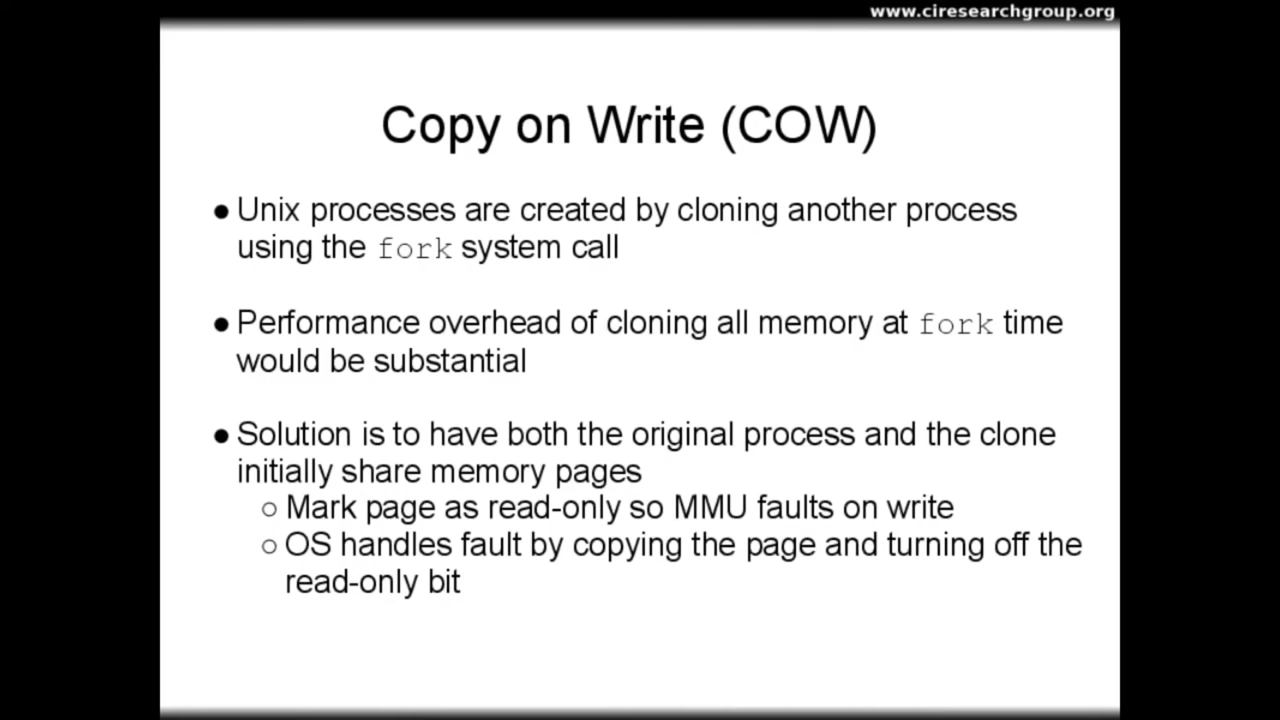 www.ciresearchgroup.org
Copy on Write (COW)
● Unix processes are created by cloning another process
using the fork system call
● Performance overhead of cloning all memory at fork time
would be substantial
● Solution is to have both the original process and the clone
initially share memory pages
○ Mark page as read-only so MMU faults on write
○ OS handles fault by copying the page and turning off the
read-only bit